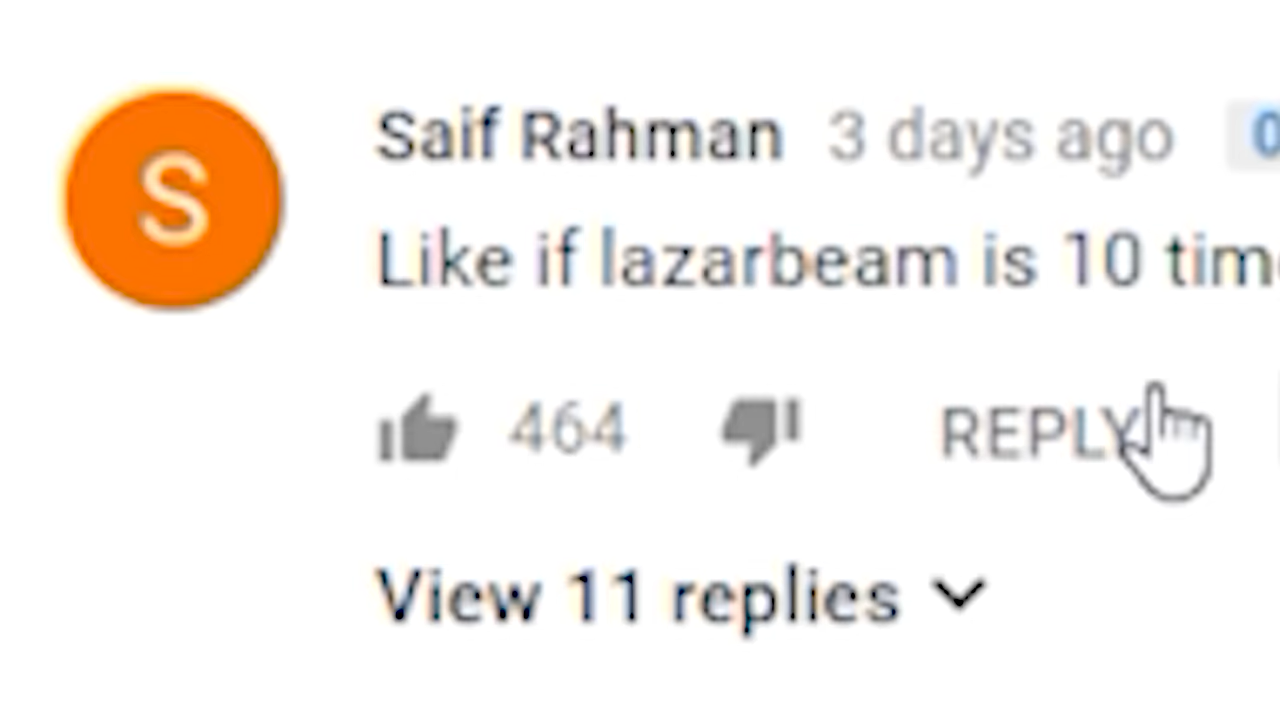 S
Saif Rahman 3 days ago
Like if lazarbeam is 10
464 REPLY
View 11 replies